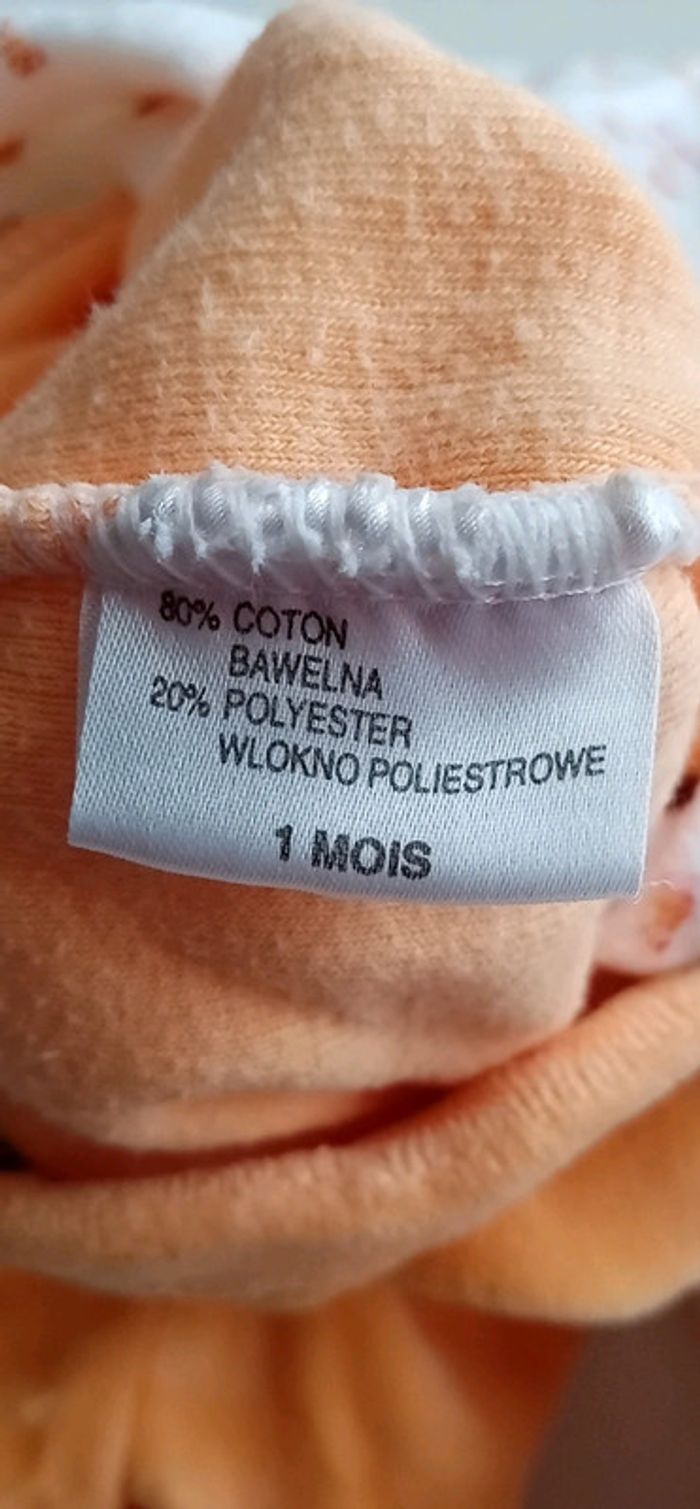 80% COTON
BAWELNA
20% POLYESTER
WLOKNO POLIESTROWE
1 MOIS